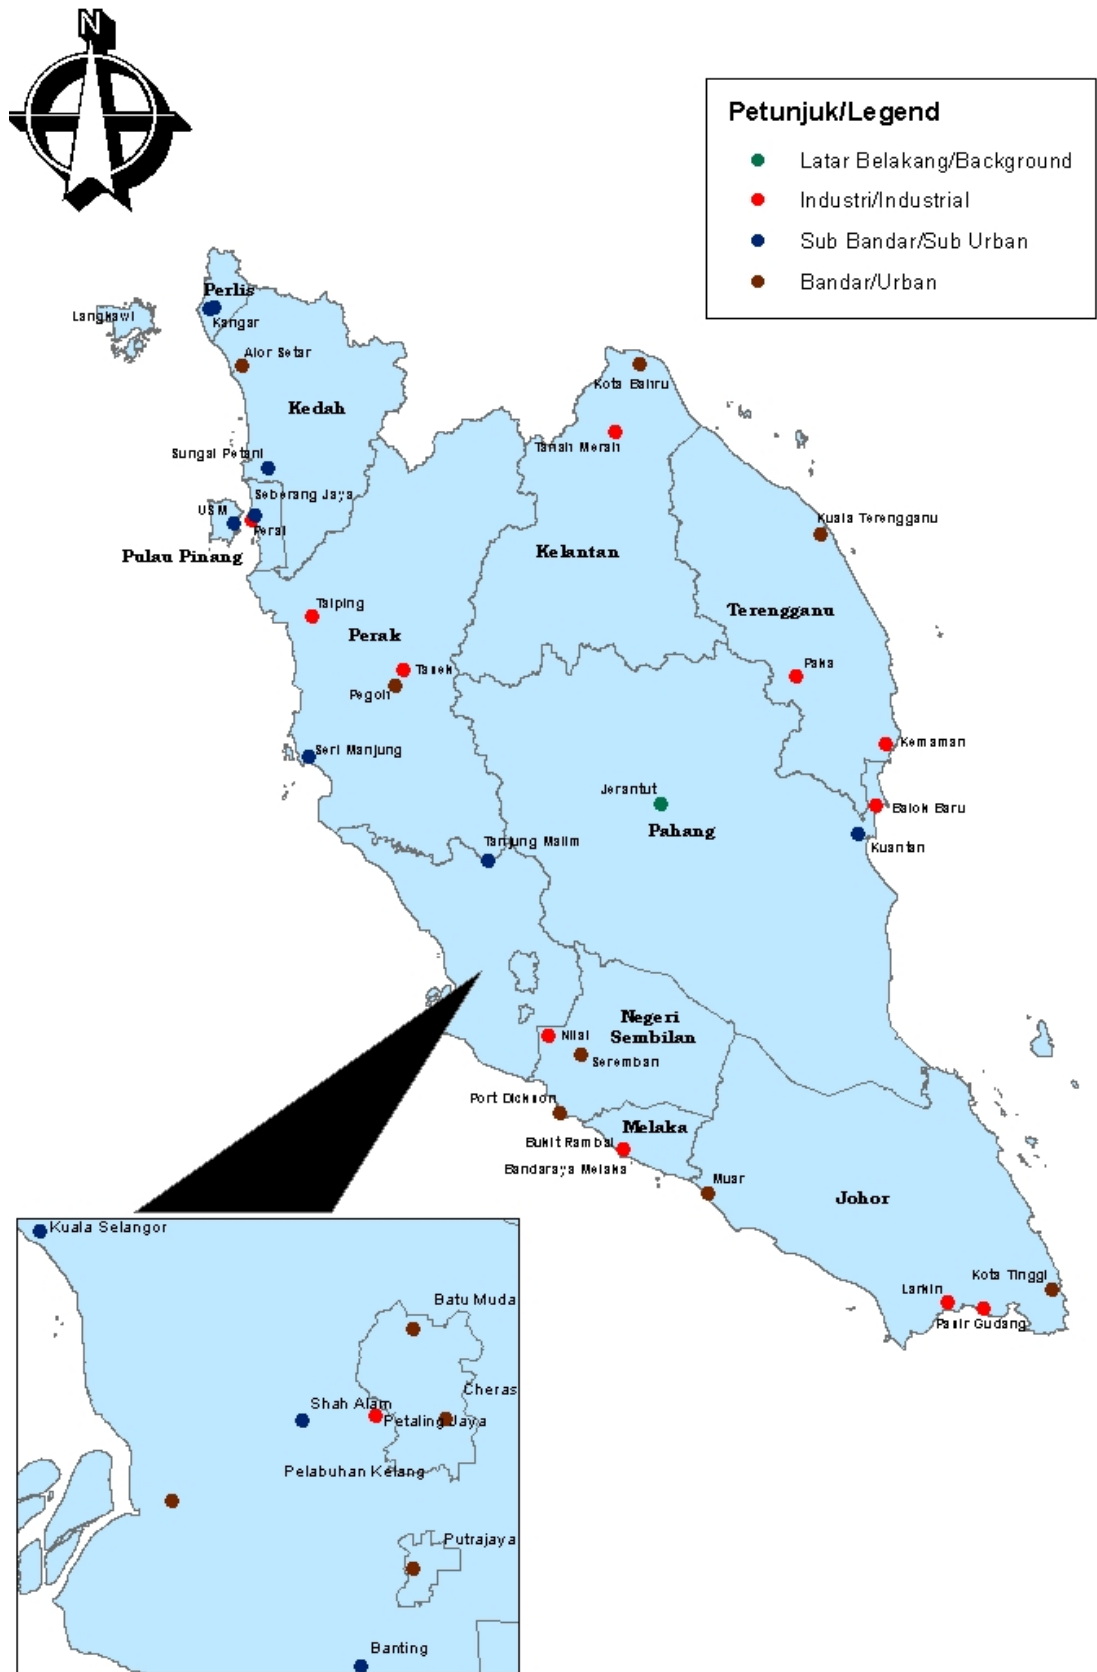 N
Petunjuk/Legend
Latar Belakang/Background
Industri/Industrial
Sub Bandar/Sub Urban
Bandar/Urban
Perlis
Langkawi
Kangar
Alor Setar
Kedah
Kota Bahru
Tanah Merah
Sungai Petani
Seberang Jaya
USM
Perai
Kuala Terengganu
Pulau Pinang
Kelantan
Taiping
Terengganu
Perak
Tasek
Paka
Pegoh
Kemaman
Seri Manjung
Jerantut
Balok Baru
Pahang
Tanjung Malim
Kuantan
Negeri
Sembilan
Nilai
Seremban
Port Dickson
Melaka
Bukit Rambai
Bandaraya Melaka
Muar
Johor
Kota Tinggi
Larkin
Pasir Gudang
Kuala Selangor
Batu Muda
Cheras
Shah Alam
Petaling Jaya
Pelabuhan Kelang
Putrajaya
Banting